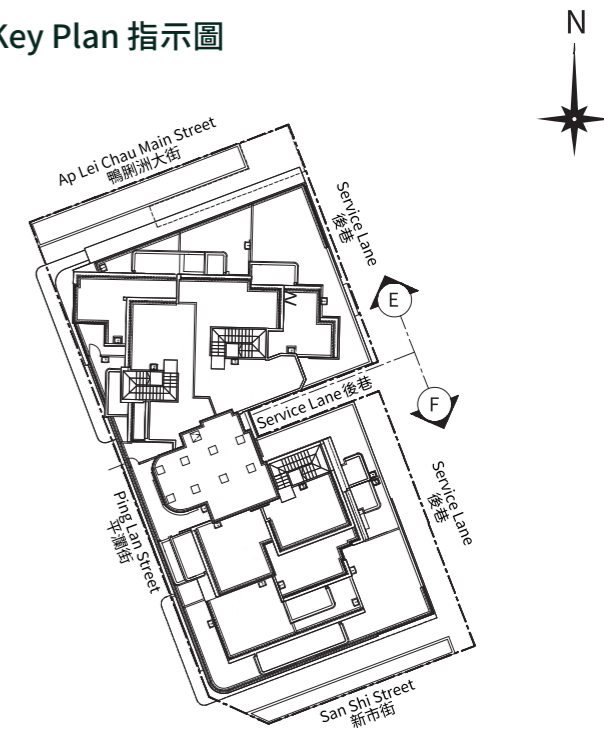 Key Plan 指示圖
N
Ap Lei Chau Main Street
鴨脷洲大街
Service Lane
後巷
E
Service Lane 後巷
F
Service Lane
後巷
Ping Lan Street
平瀾街
San Shi Street
新市街